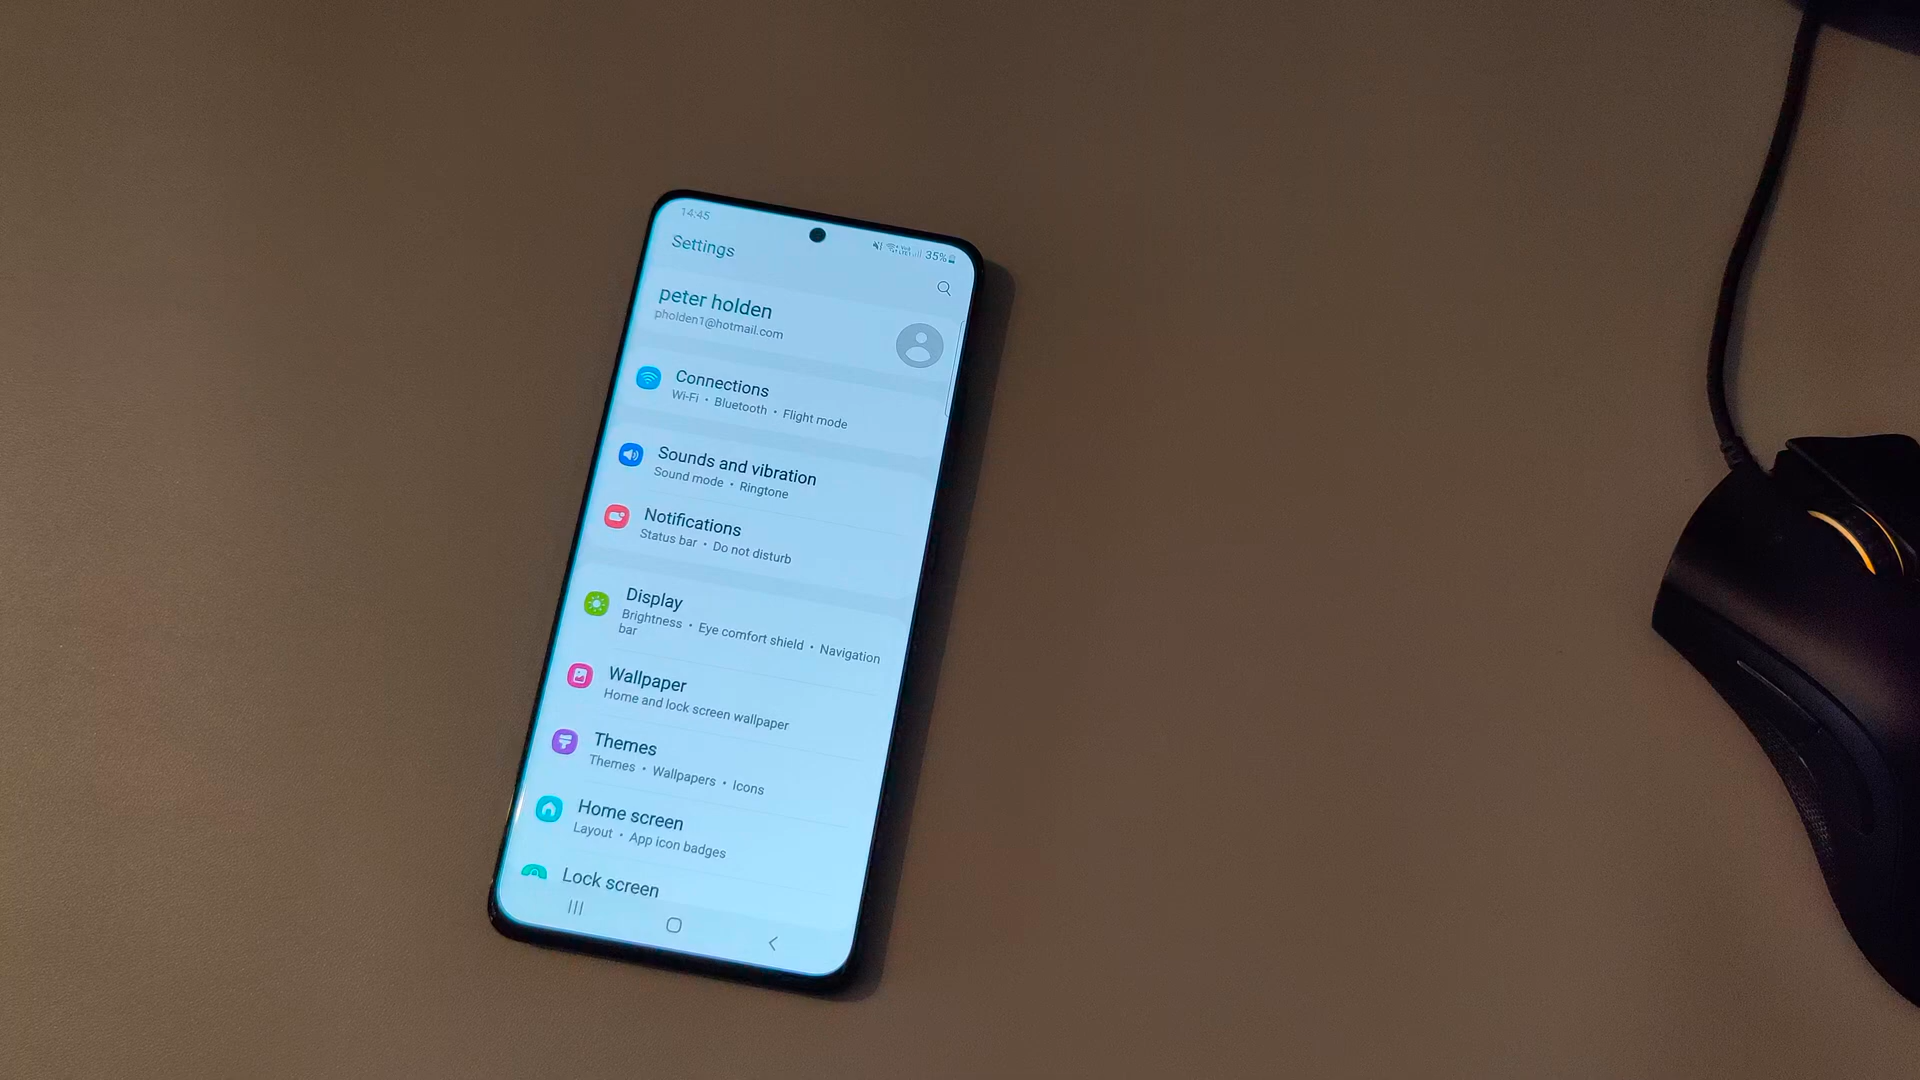 14:45
35%
Settings
peter holden
pholden1@hotmail.com
Connections
Wi-Fi • Bluetooth • Flight mode
Sounds and vibration
Sound mode • Ringtone
Notifications
Status bar • Do not disturb
Display
Brightness • Eye comfort shield • Navigation
bar
Wallpaper
Home and lock screen wallpaper
Themes
Themes • Wallpapers • Icons
Home screen
Layout • App icon badges
Lock screen